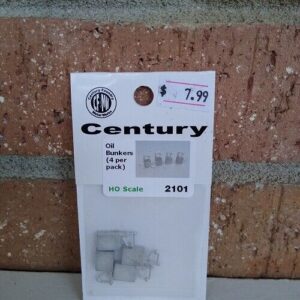 $ 7.99
Century
Oil
Bunkers
(4 per
pack)
HO Scale 2101